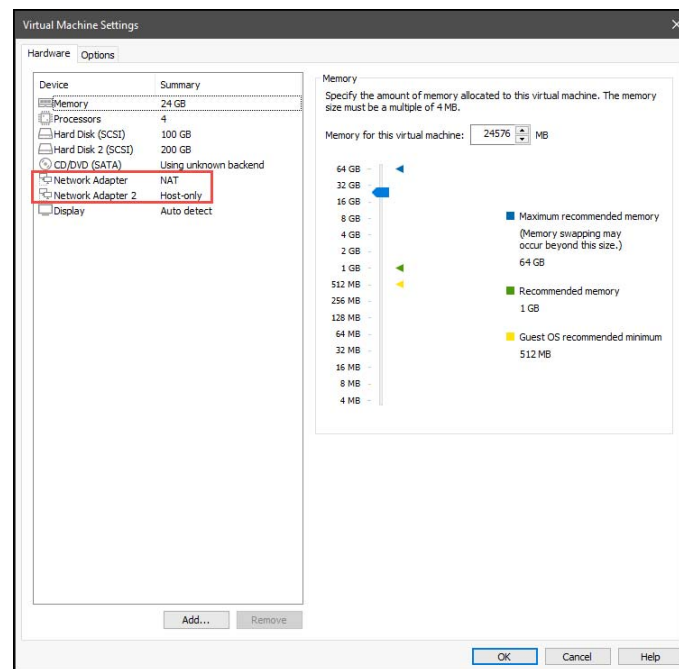 Virtual Machine Settings
Hardware Options
Device Summary
Memory 24 GB
Processors 4
Hard Disk (SCSI) 100 GB
Hard Disk 2 (SCSI) 200 GB
CD/DVD (SATA) Using unknown backend
Network Adapter NAT
Network Adapter 2 Host-only
Display Auto detect
Add... Remove
Memory
Specify the amount of memory allocated to this virtual machine. The memory
size must be a multiple of 4 MB.
Memory for this virtual machine: 24576 MB
64 GB
32 GB
16 GB
8 GB
4 GB
2 GB
1 GB
512 MB
256 MB
128 MB
64 MB
32 MB
16 MB
8 MB
4 MB
Maximum recommended memory
(Memory swapping may
occur beyond this size.)
64 GB
Recommended memory
1 GB
Guest OS recommended minimum
512 MB
OK Cancel Help